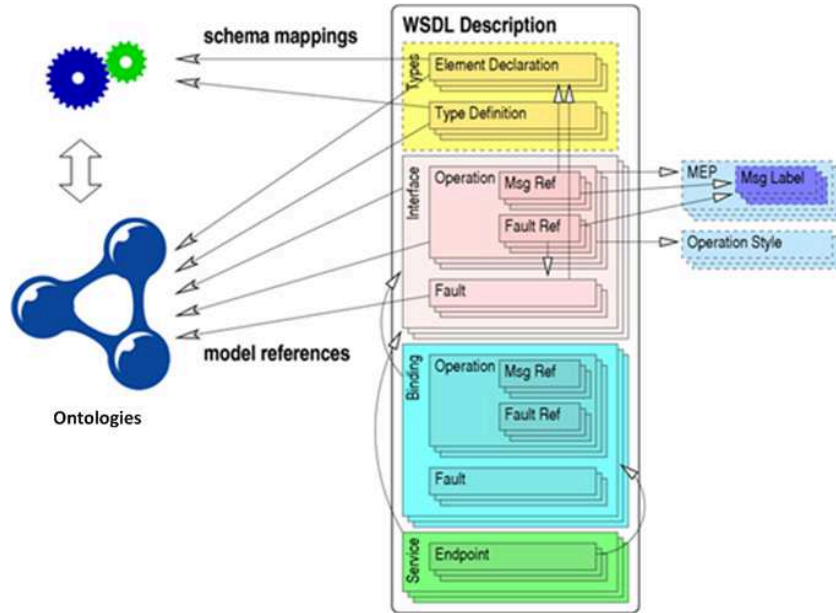 WSDL Description
schema mappings
Types
Element Declaration
Type Definition
Interface
Operation
Msg Ref
Fault Ref
Fault
MEP
Msg Label
Operation Style
model references
Ontologies
Binding
Operation
Msg Ref
Fault Ref
Fault
Service
Endpoint